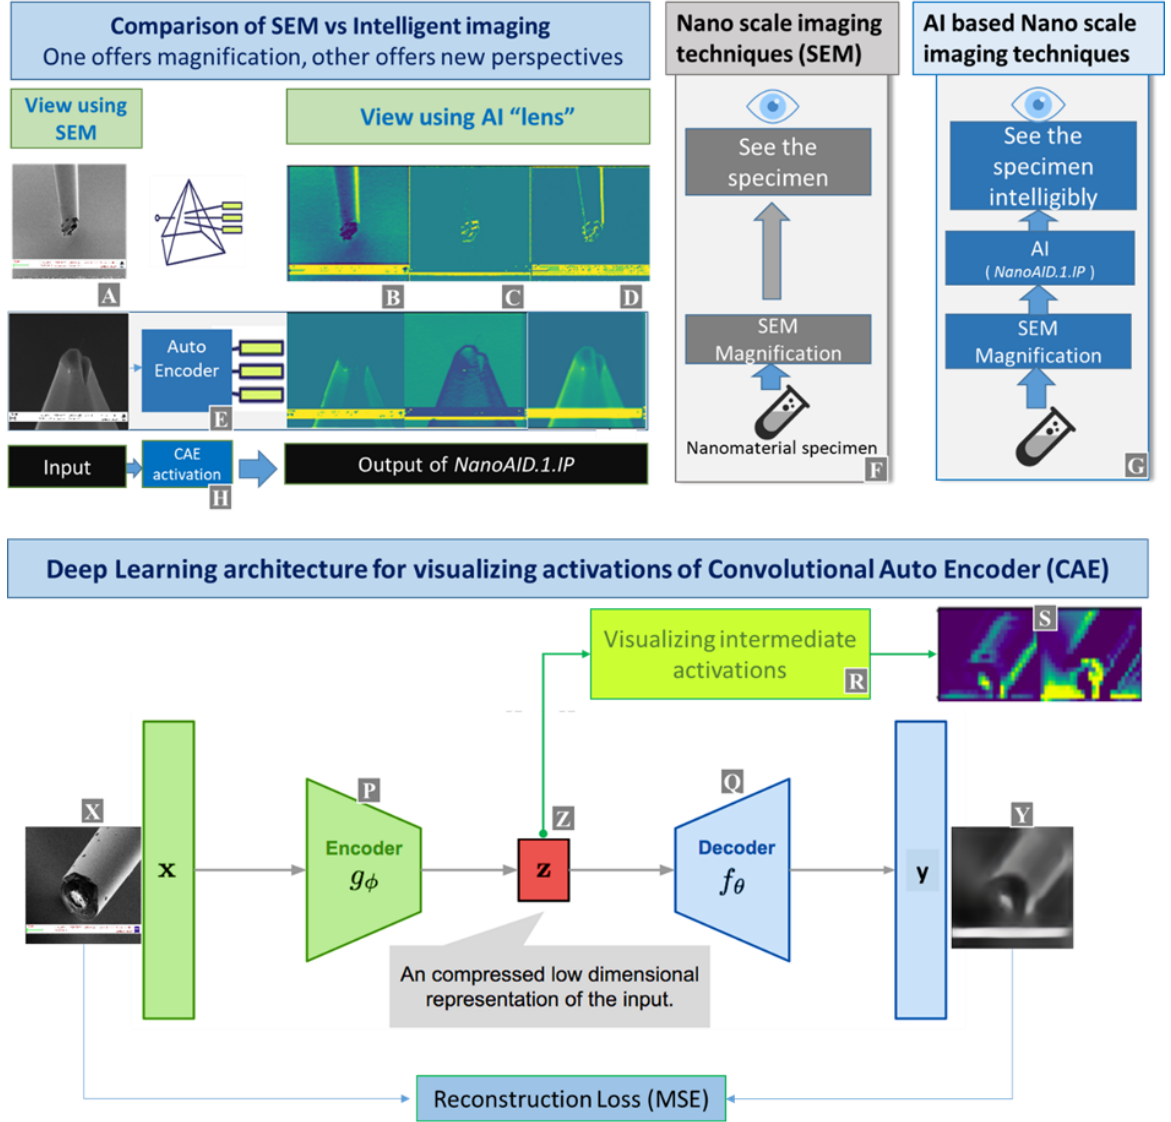 Comparison of SEM vs Intelligent imaging
One offers magnification, other offers new perspectives
View using
SEM
View using AI “lens”
A
B
C
D
Auto
Encoder
E
Input
CAE
activation
H
Output of NanoAID.1.IP
Nano scale imaging
techniques (SEM)
See the
specimen
SEM
Magnification
Nanomaterial specimen
F
AI based Nano scale
imaging techniques
See the
specimen
intelligibly
AI
( NanoAID.1.IP )
SEM
Magnification
G
Deep Learning architecture for visualizing activations of Convolutional Auto Encoder (CAE)
Visualizing intermediate
activations
R
S
X
x
P
Encoder
gϕ
Z
z
Q
Decoder
fθ
y
Y
An compressed low dimensional
representation of the input.
Reconstruction Loss (MSE)